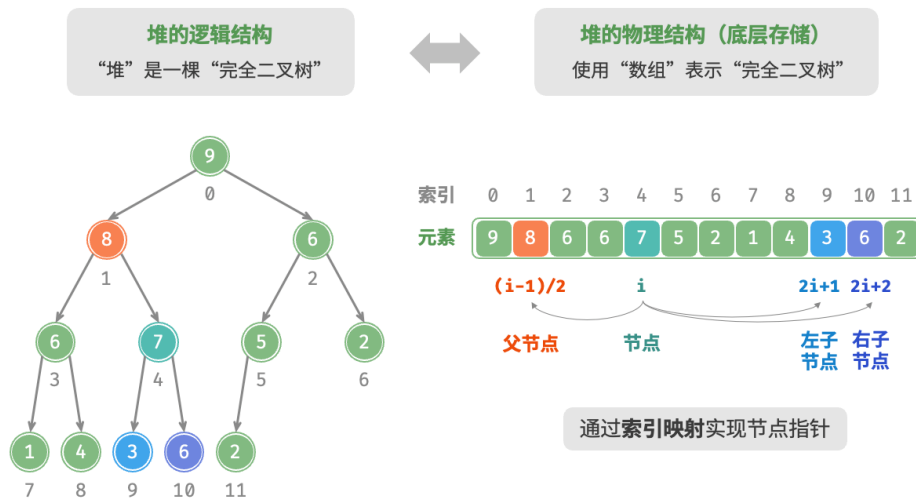 堆的逻辑结构
“堆”是一棵“完全二叉树”
堆的物理结构（底层存储）
使用“数组”表示“完全二叉树”
9
0
8
6
1
2
6
7
5
2
3
4
5
6
1
4
3
6
2
7
8
9
10
11
索引 0 1 2 3 4 5 6 7 8 9 10 11
元素 9 8 6 6 7 5 2 1 4 3 6 2
(i-1)/2 i 2i+1 2i+2
父节点 节点 左子节点 右子节点
通过索引映射实现节点指针